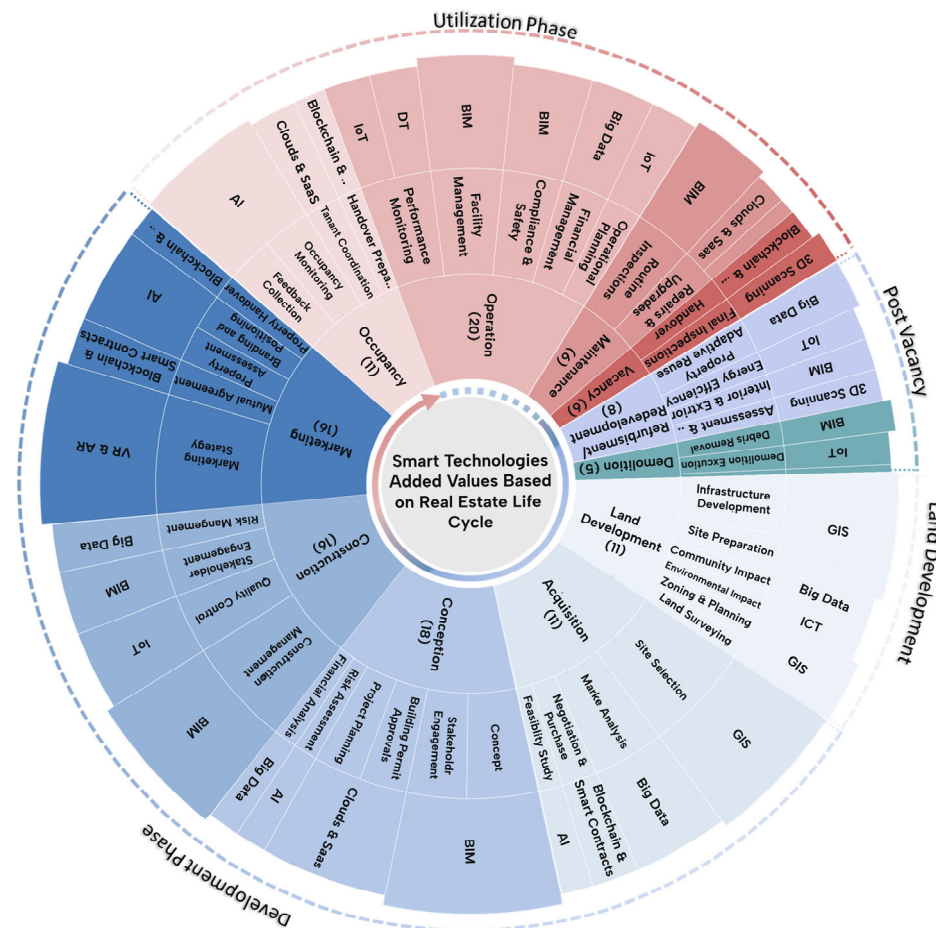 Utilization Phase
Post Vacancy
Land Development
Development Phase
Smart Technologies
Added Values Based
on Real Estate Life
Cycle
Operation
(20)
IoT
DT
BIM
BIM
Big Data
IoT
Performance
Monitoring
Facility
Management
Compliance &
Safety
Financial
Management
Operational
Planning
Maintenance
(6)
BIM
Clouds & Saas
Routine
Inspections
Repairs &
Upgrades
Vacancy (6)
Blockchain & ...
3D Scanning
Handover
Final Inspections
Refurbishment/
Redevelopment
(8)
Big Data
IoT
BIM
3D Scanning
Adaptive Reuse
Property
Energy Efficiency
Interior & Extrior
Assessment & ..
Demolition (5)
BIM
IoT
Debris Removal
Demolition Excution
Land
Development
(11)
Infrastructure
Development
Site Preparation
Community Impact
Environmental Impact
Zoning & Planning
Land Surveying
GIS
Big Data
ICT
GIS
Acquisition
(11)
Site Selection
Marke Analysis
Negotiation &
Purchase
Feasibility Study
GIS
Big Data
Blockchain &
Smart Contracts
AI
Conception
(18)
Concept
Stakeholdr
Engagement
Building Permit
Approvals
Project Planning
Risk Assessment
Financial Analysis
BIM
Clouds & Saas
AI
Big Data
Construction
(16)
Construction
Management
Quality Control
Stakeholder
Engagement
Risk Mangement
BIM
IoT
BIM
Big Data
Marketing
(16)
Marketing
Stategy
Mutual Agreement
Property
Assessment
Branding and
Positioning
Property Handover
VR & AR
Blockchain &
Smart Contracts
AI
Blockchain & ..
Occupancy
(11)
Feedback
Collection
Occupancy
Monitoring
Tanant Coordination
Handover Prepa..
AI
Clouds & SaaS
Blockchain & ..